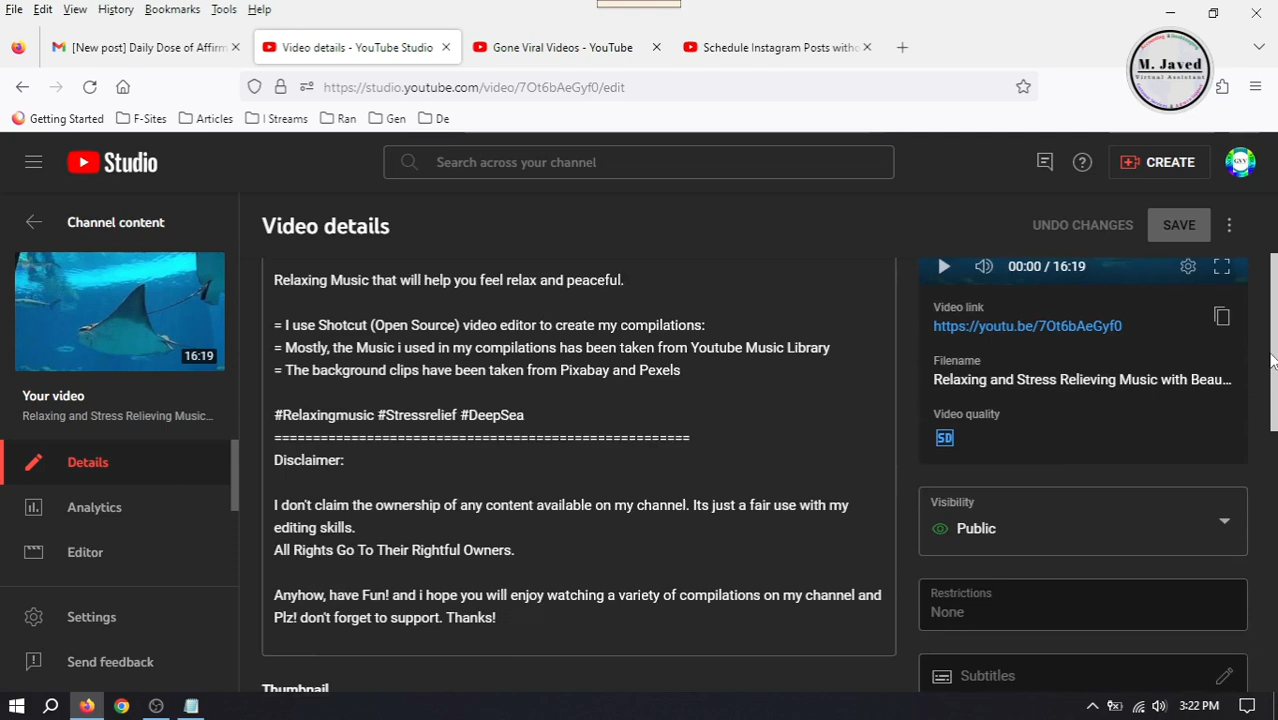 File Edit View History Bookmarks Tools Help
[New post] Daily Dose of Affirm
Video details - YouTube Studio
Gone Viral Videos - YouTube
Schedule Instagram Posts witho
M. Javed
Virtual Assistant
https://studio.youtube.com/video/7Ot6bAeGyf0/edit
Getting Started F-Sites Articles I Streams Ran Gen De
Studio
Search across your channel
CREATE
Channel content
Video details
UNDO CHANGES
SAVE
16:19
Your video
Relaxing and Stress Relieving Music...
Details
Analytics
Editor
Settings
Send feedback
Relaxing Music that will help you feel relax and peaceful.
= I use Shotcut (Open Source) video editor to create my compilations:
= Mostly, the Music i used in my compilations has been taken from Youtube Music Library
= The background clips have been taken from Pixabay and Pexels
#Relaxingmusic #Stressrelief #DeepSea
======================================================
Disclaimer:
I don't claim the ownership of any content available on my channel. Its just a fair use with my
editing skills.
All Rights Go To Their Rightful Owners.
Anyhow, have Fun! and i hope you will enjoy watching a variety of compilations on my channel and
Plz! don't forget to support. Thanks!
Thumbnail
00:00 / 16:19
Video link
https://youtu.be/7Ot6bAeGyf0
Filename
Relaxing and Stress Relieving Music with Beau...
Video quality
SD
Visibility
Public
Restrictions
None
Subtitles
3:22 PM